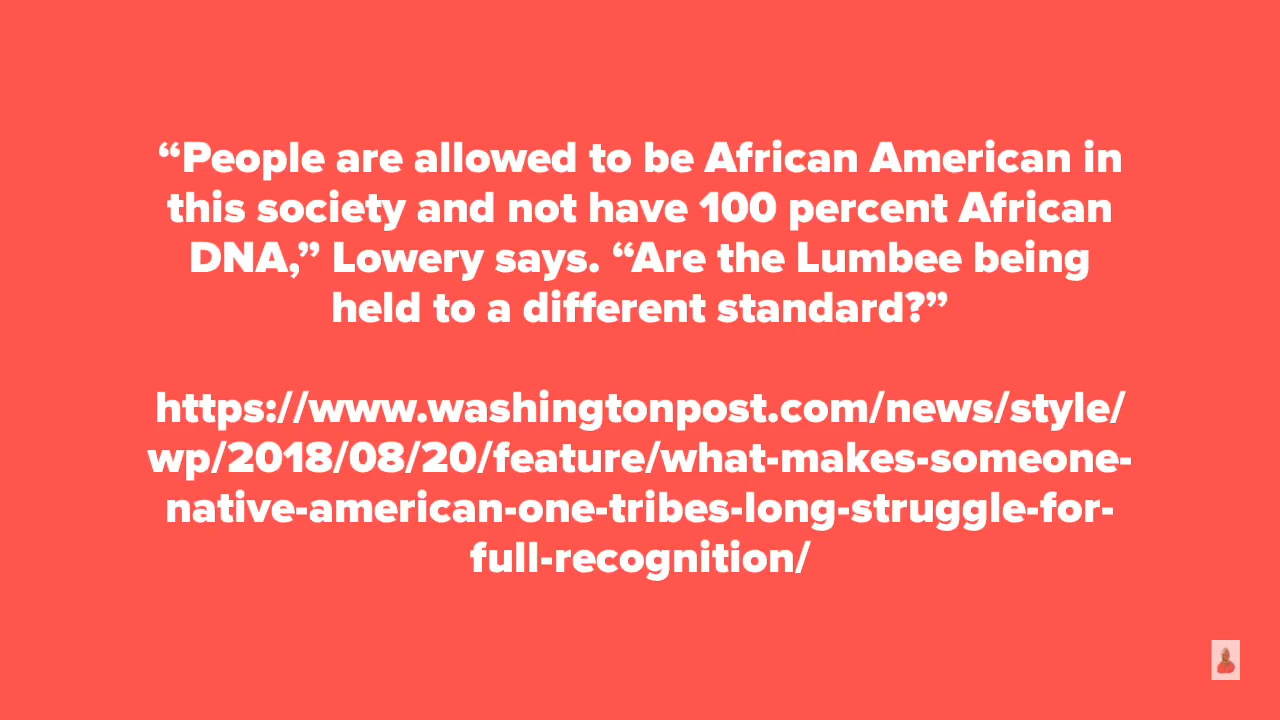 “People are allowed to be African American in
this society and not have 100 percent African
DNA,” Lowery says. “Are the Lumbee being
held to a different standard?”
https://www.washingtonpost.com/news/style/
wp/2018/08/20/feature/what-makes-someone-
native-american-one-tribes-long-struggle-for-
full-recognition/